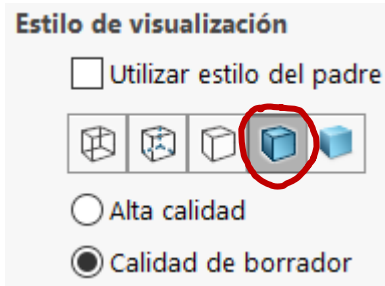 Estilo de visualización
Utilizar estilo del padre
Alta calidad
Calidad de borrador